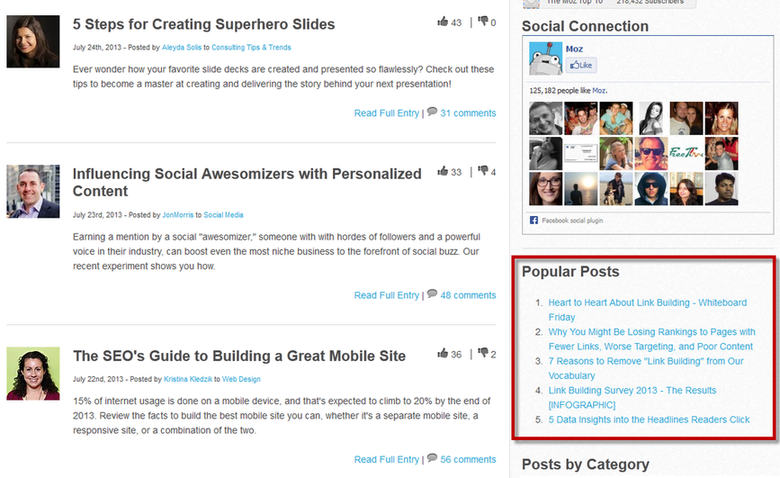 5 Steps for Creating Superhero Slides
43 | 0
July 24th, 2013 - Posted by Aleyda Solis to Consulting Tips & Trends
Ever wonder how your favorite slide decks are created and presented so flawlessly? Check out these
tips to become a master at creating and delivering the story behind your next presentation!
Read Full Entry | 31 comments
Influencing Social Awesomizers with Personalized
Content
33 | 4
July 23rd, 2013 - Posted by JonMorris to Social Media
Earning a mention by a social "awesomizer," someone with with hordes of followers and a powerful
voice in their industry, can boost even the most niche business to the forefront of social buzz. Our
recent experiment shows you how.
Read Full Entry | 48 comments
The SEO's Guide to Building a Great Mobile Site
36 | 2
July 22nd, 2013 - Posted by Kristina Kledzik to Web Design
15% of internet usage is done on a mobile device, and that's expected to climb to 20% by the end of
2013. Review the facts to build the best mobile site you can, whether it's a separate mobile site, a
responsive site, or a combination of the two.
Read Full Entry | 56 comments
The Moz Top 10 218,432 Subscribers
Social Connection
Moz
Like
125,182 people like Moz.
Facebook social plugin
Popular Posts
1. Heart to Heart About Link Building - Whiteboard
Friday
2. Why You Might Be Losing Rankings to Pages with
Fewer Links, Worse Targeting, and Poor Content
3. 7 Reasons to Remove "Link Building" from Our
Vocabulary
4. Link Building Survey 2013 - The Results
[INFOGRAPHIC]
5. 5 Data Insights into the Headlines Readers Click
Posts by Category